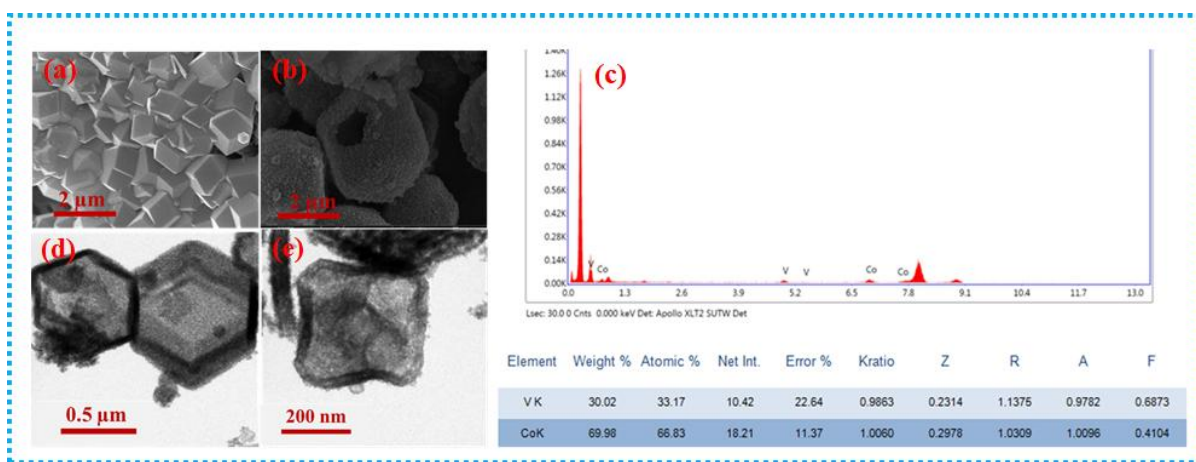 (a)
2 μm
(b)
2 μm
(c)
1.40K
1.26K
1.12K
0.98K
0.84K
0.70K
0.56K
0.42K
0.28K
0.14K
0.00K
V
Co
V
V
Co
Co
0.0 1.3 2.6 3.9 5.2 6.5 7.8 9.1 10.4 11.7 13.0
Lsec: 30.0 0 Cnts 0.000 keV Det: Apollo XLT2 SUTW Det
(d)
0.5 μm
(e)
200 nm
Element Weight % Atomic % Net Int. Error % Kratio Z R A F
V K 30.02 33.17 10.42 22.64 0.9863 0.2314 1.1375 0.9782 0.6873
CoK 69.98 66.83 18.21 11.37 1.0060 0.2978 1.0309 1.0096 0.4104